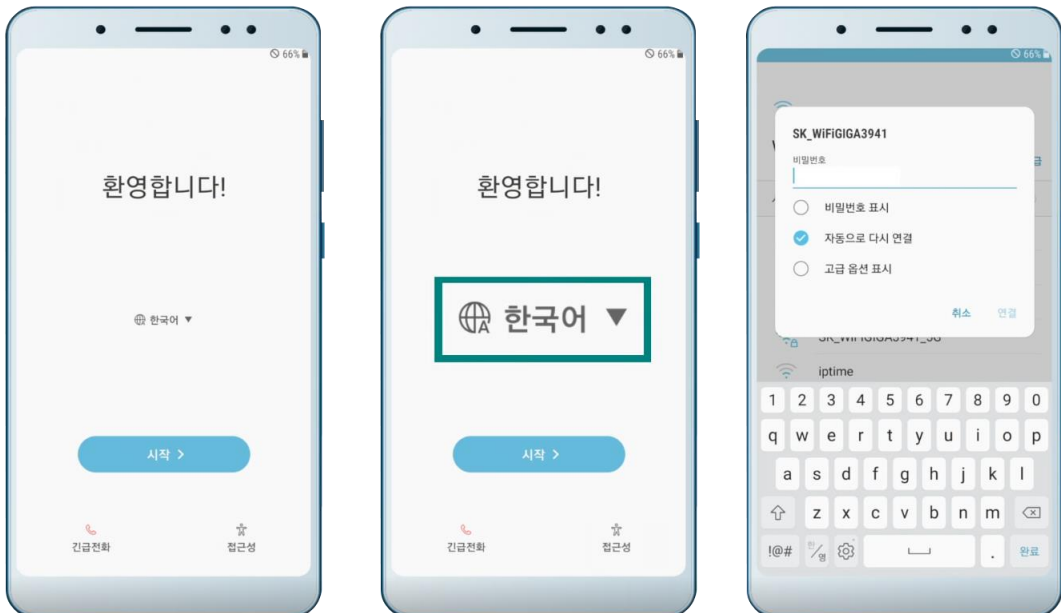 66%
환영합니다!
한국어 ▼
시작 >
긴급전화
접근성
66%
환영합니다!
한국어 ▼
시작 >
긴급전화
접근성
66%
SK_WiFiGIGA3941
비밀번호
급
비밀번호 표시
자동으로 다시 연결
고급 옵션 표시
취소 연결
SK_WiFiGIGA3941_5G
iptime
1 2 3 4 5 6 7 8 9 0
q w e r t y u i o p
a s d f g h j k l
z x c v b n m
!@# 한/영 . 완료